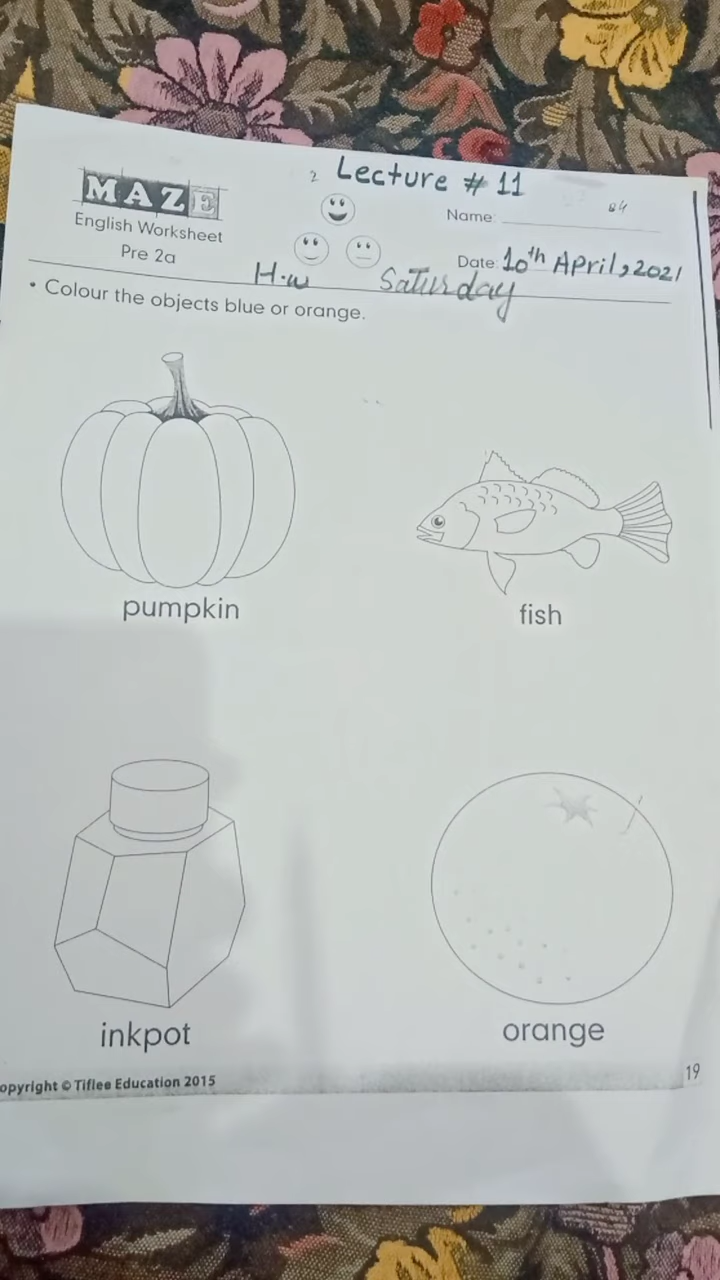 Lecture # 11
MAZE
English Worksheet
Pre 2a
Name:
Date: 10th April, 2021
H.w Saturday
• Colour the objects blue or orange.
pumpkin
fish
inkpot
orange
opyright © Tiflee Education 2015
19